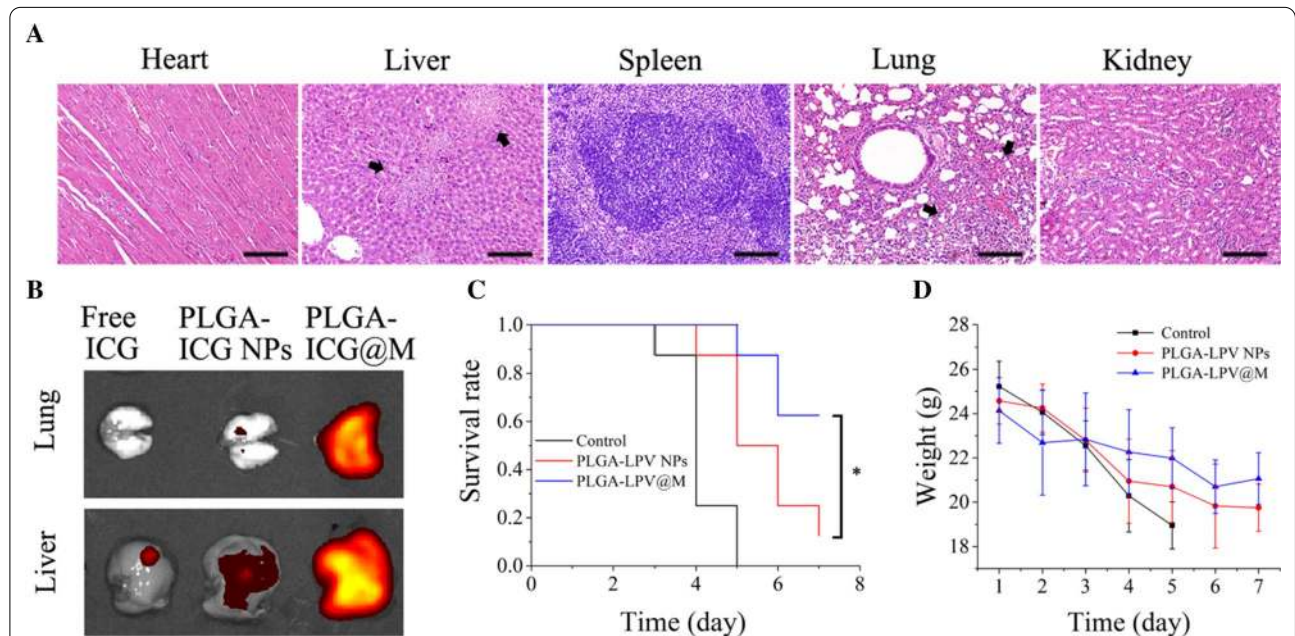 A
Heart
Liver
Spleen
Lung
Kidney
B
Free
ICG
PLGA-
ICG NPs
PLGA-
ICG@M
Lung
Liver
C
Survival rate
1.0
0.8
0.6
0.4
0.2
0.0
0
2
4
6
8
Time (day)
Control
PLGA-LPV NPs
PLGA-LPV@M
*
D
Weight (g)
28
26
24
22
20
18
1
2
3
4
5
6
7
Time (day)
Control
PLGA-LPV NPs
PLGA-LPV@M